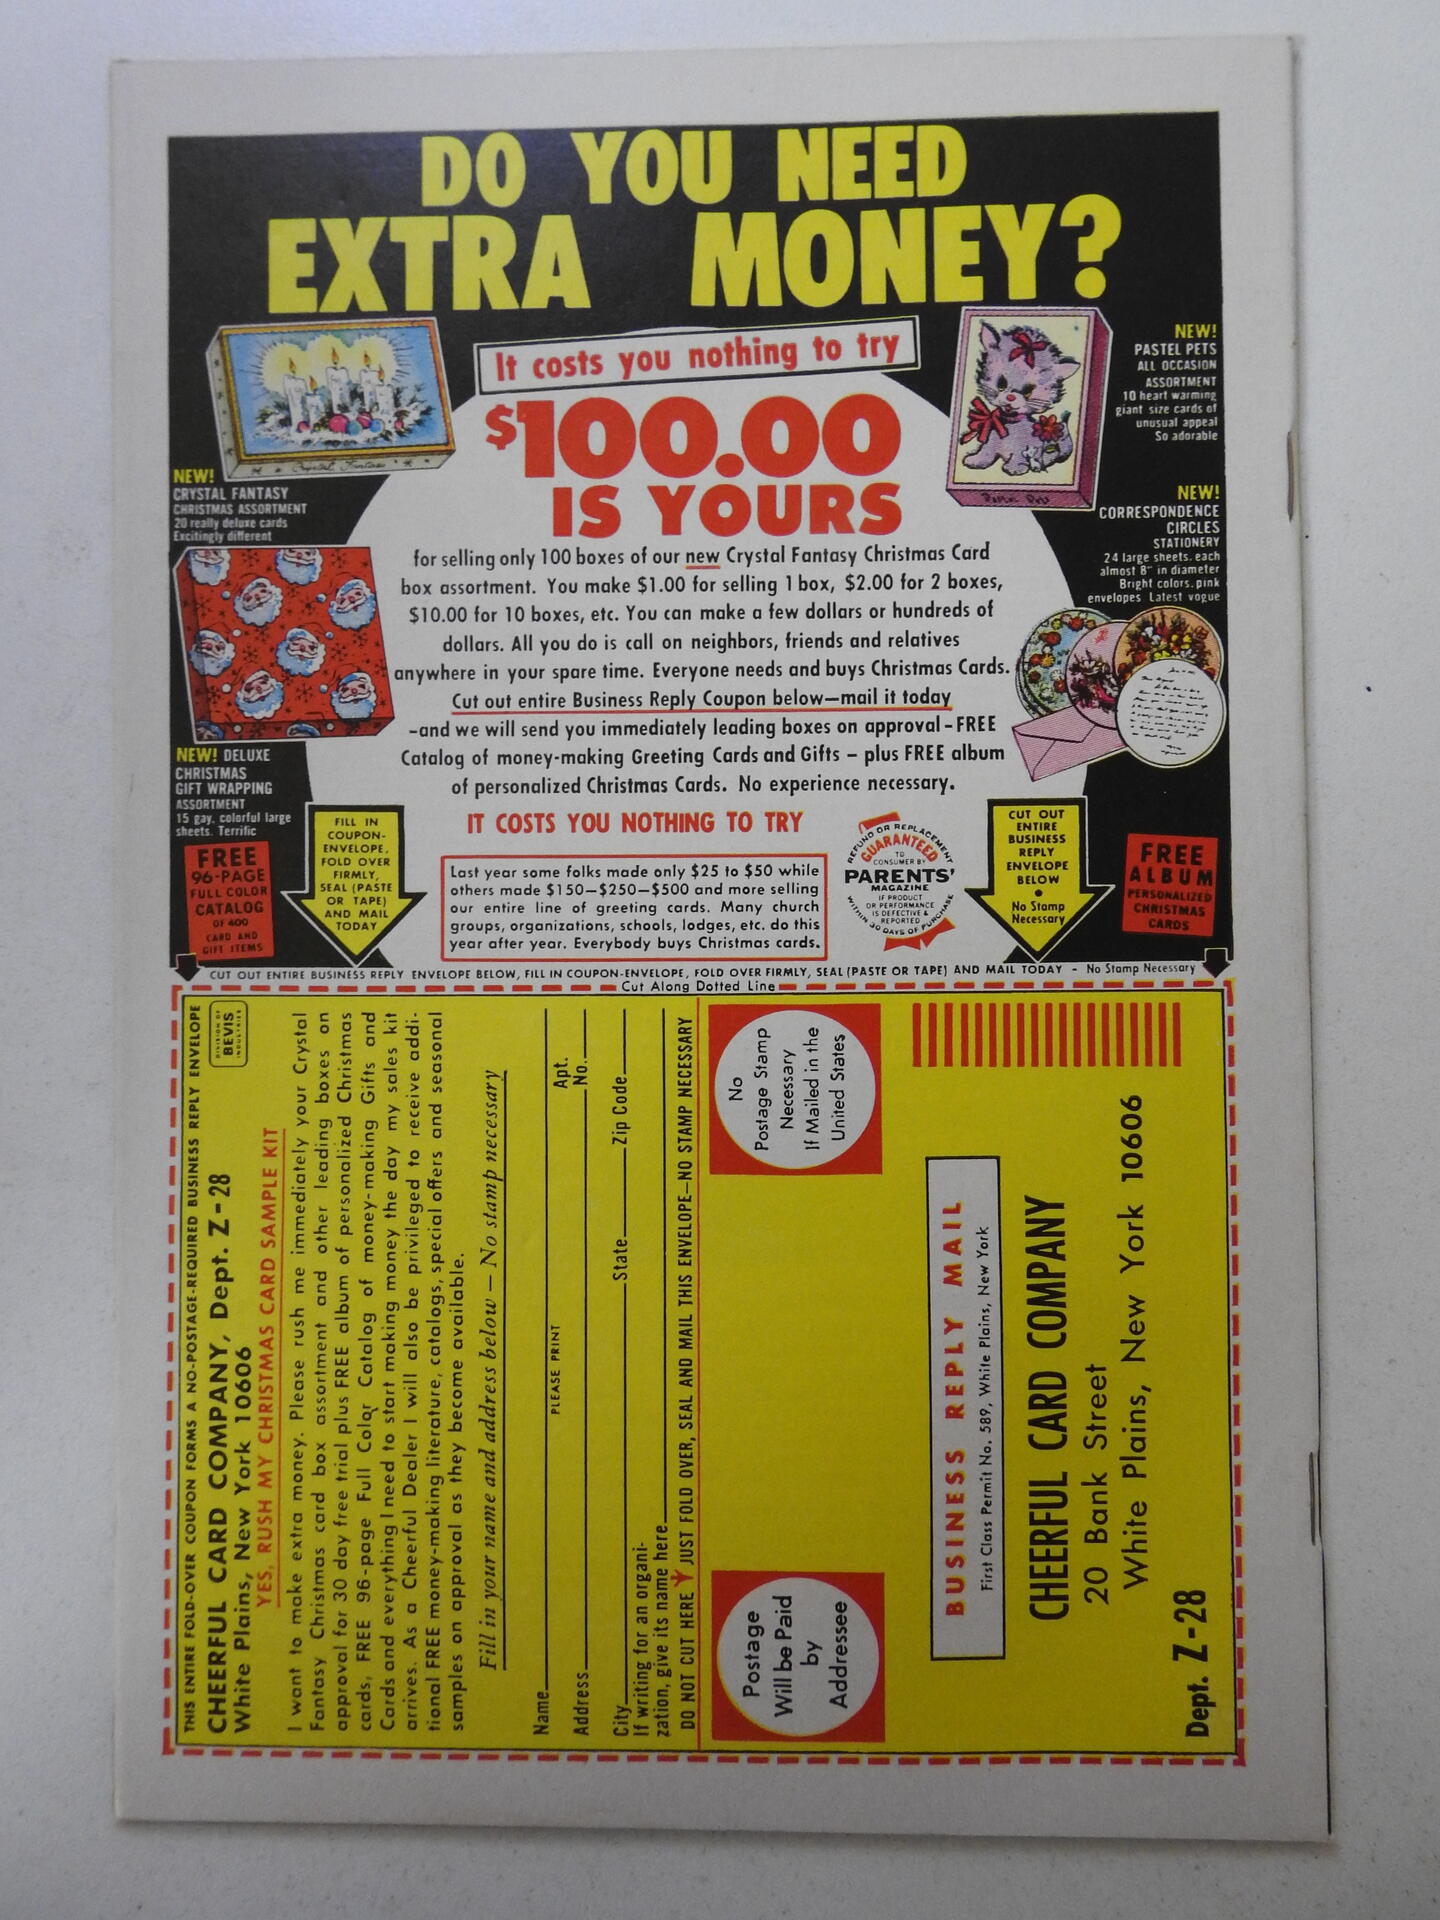 DO YOU NEED
EXTRA MONEY?
It costs you nothing to try
$100.00
IS YOURS
for selling only 100 boxes of our new Crystal Fantasy Christmas Card
box assortment. You make $1.00 for selling 1 box, $2.00 for 2 boxes,
$10.00 for 10 boxes, etc. You can make a few dollars or hundreds of
dollars. All you do is call on neighbors, friends and relatives
anywhere in your spare time. Everyone needs and buys Christmas Cards.
Cut out entire Business Reply Coupon below—mail it today
-and we will send you immediately leading boxes on approval-FREE
Catalog of money-making Greeting Cards and Gifts – plus FREE album
of personalized Christmas Cards. No experience necessary.
IT COSTS YOU NOTHING TO TRY
Last year some folks made only $25 to $50 while
others made $150—$250—$500 and more selling
our entire line of greeting cards. Many church
groups, organizations, schools, lodges, etc. do this
year after year. Everybody buys Christmas cards.
Crystal Fantasy
NEW!
CRYSTAL FANTASY
CHRISTMAS ASSORTMENT
20 really deluxe cards
Excitingly different
NEW! DELUXE
CHRISTMAS
GIFT WRAPPING
ASSORTMENT
15 gay, colorful large
sheets. Terrific
FREE
96-PAGE
FULL COLOR
CATALOG
OF 400
CARD AND
GIFT ITEMS
FILL IN
COUPON-
ENVELOPE,
FOLD OVER
FIRMLY,
SEAL (PASTE
OR TAPE)
AND MAIL
TODAY
NEW!
PASTEL PETS
ALL OCCASION
ASSORTMENT
10 heart warming
giant size cards of
unusual appeal
So adorable
NEW!
CORRESPONDENCE
CIRCLES
STATIONERY
24 large sheets, each
almost 8" in diameter
Bright colors, pink
envelopes Latest vogue
REFUND OR REPLACEMENT
GUARANTEED
TO
CONSUMER BY
PARENTS'
MAGAZINE
IF PRODUCT
OR PERFORMANCE
IS DEFECTIVE &
REPORTED
WITHIN 30 DAYS OF PURCHASE
CUT OUT
ENTIRE
BUSINESS
REPLY
ENVELOPE
BELOW
•
No Stamp
Necessary
FREE
ALBUM
PERSONALIZED
CHRISTMAS
CARDS
CUT OUT ENTIRE BUSINESS REPLY ENVELOPE BELOW, FILL IN COUPON-ENVELOPE, FOLD OVER FIRMLY, SEAL (PASTE OR TAPE) AND MAIL TODAY - No Stamp Necessary
Cut Along Dotted Line
THIS ENTIRE FOLD-OVER COUPON FORMS A NO-POSTAGE-REQUIRED BUSINESS REPLY ENVELOPE
CHEERFUL CARD COMPANY, Dept. Z-28
White Plains, New York 10606
DIVISION OF
BEVIS
INDUSTRIES
YES, RUSH MY CHRISTMAS CARD SAMPLE KIT
I want to make extra money. Please rush me immediately your Crystal
Fantasy Christmas card box assortment and other leading boxes on
approval for 30 day free trial plus FREE album of personalized Christmas
cards, FREE 96-page Full Color Catalog of money-making Gifts and
Cards and everything I need to start making money the day my sales kit
arrives. As a Cheerful Dealer I will also be privileged to receive addi-
tional FREE money-making literature, catalogs, special offers and seasonal
samples on approval as they become available.
Fill in your name and address below — No stamp necessary
Name
PLEASE PRINT
Apt.
Address No.
City State Zip Code
If writing for an organi-
zation, give its name here
DO NOT CUT HERE JUST FOLD OVER, SEAL AND MAIL THIS ENVELOPE—NO STAMP NECESSARY
Postage
Will be Paid
by
Addressee
No
Postage Stamp
Necessary
If Mailed in the
United States
BUSINESS REPLY MAIL
First Class Permit No. 589, White Plains, New York
CHEERFUL CARD COMPANY
20 Bank Street
White Plains, New York 10606
Dept. Z-28